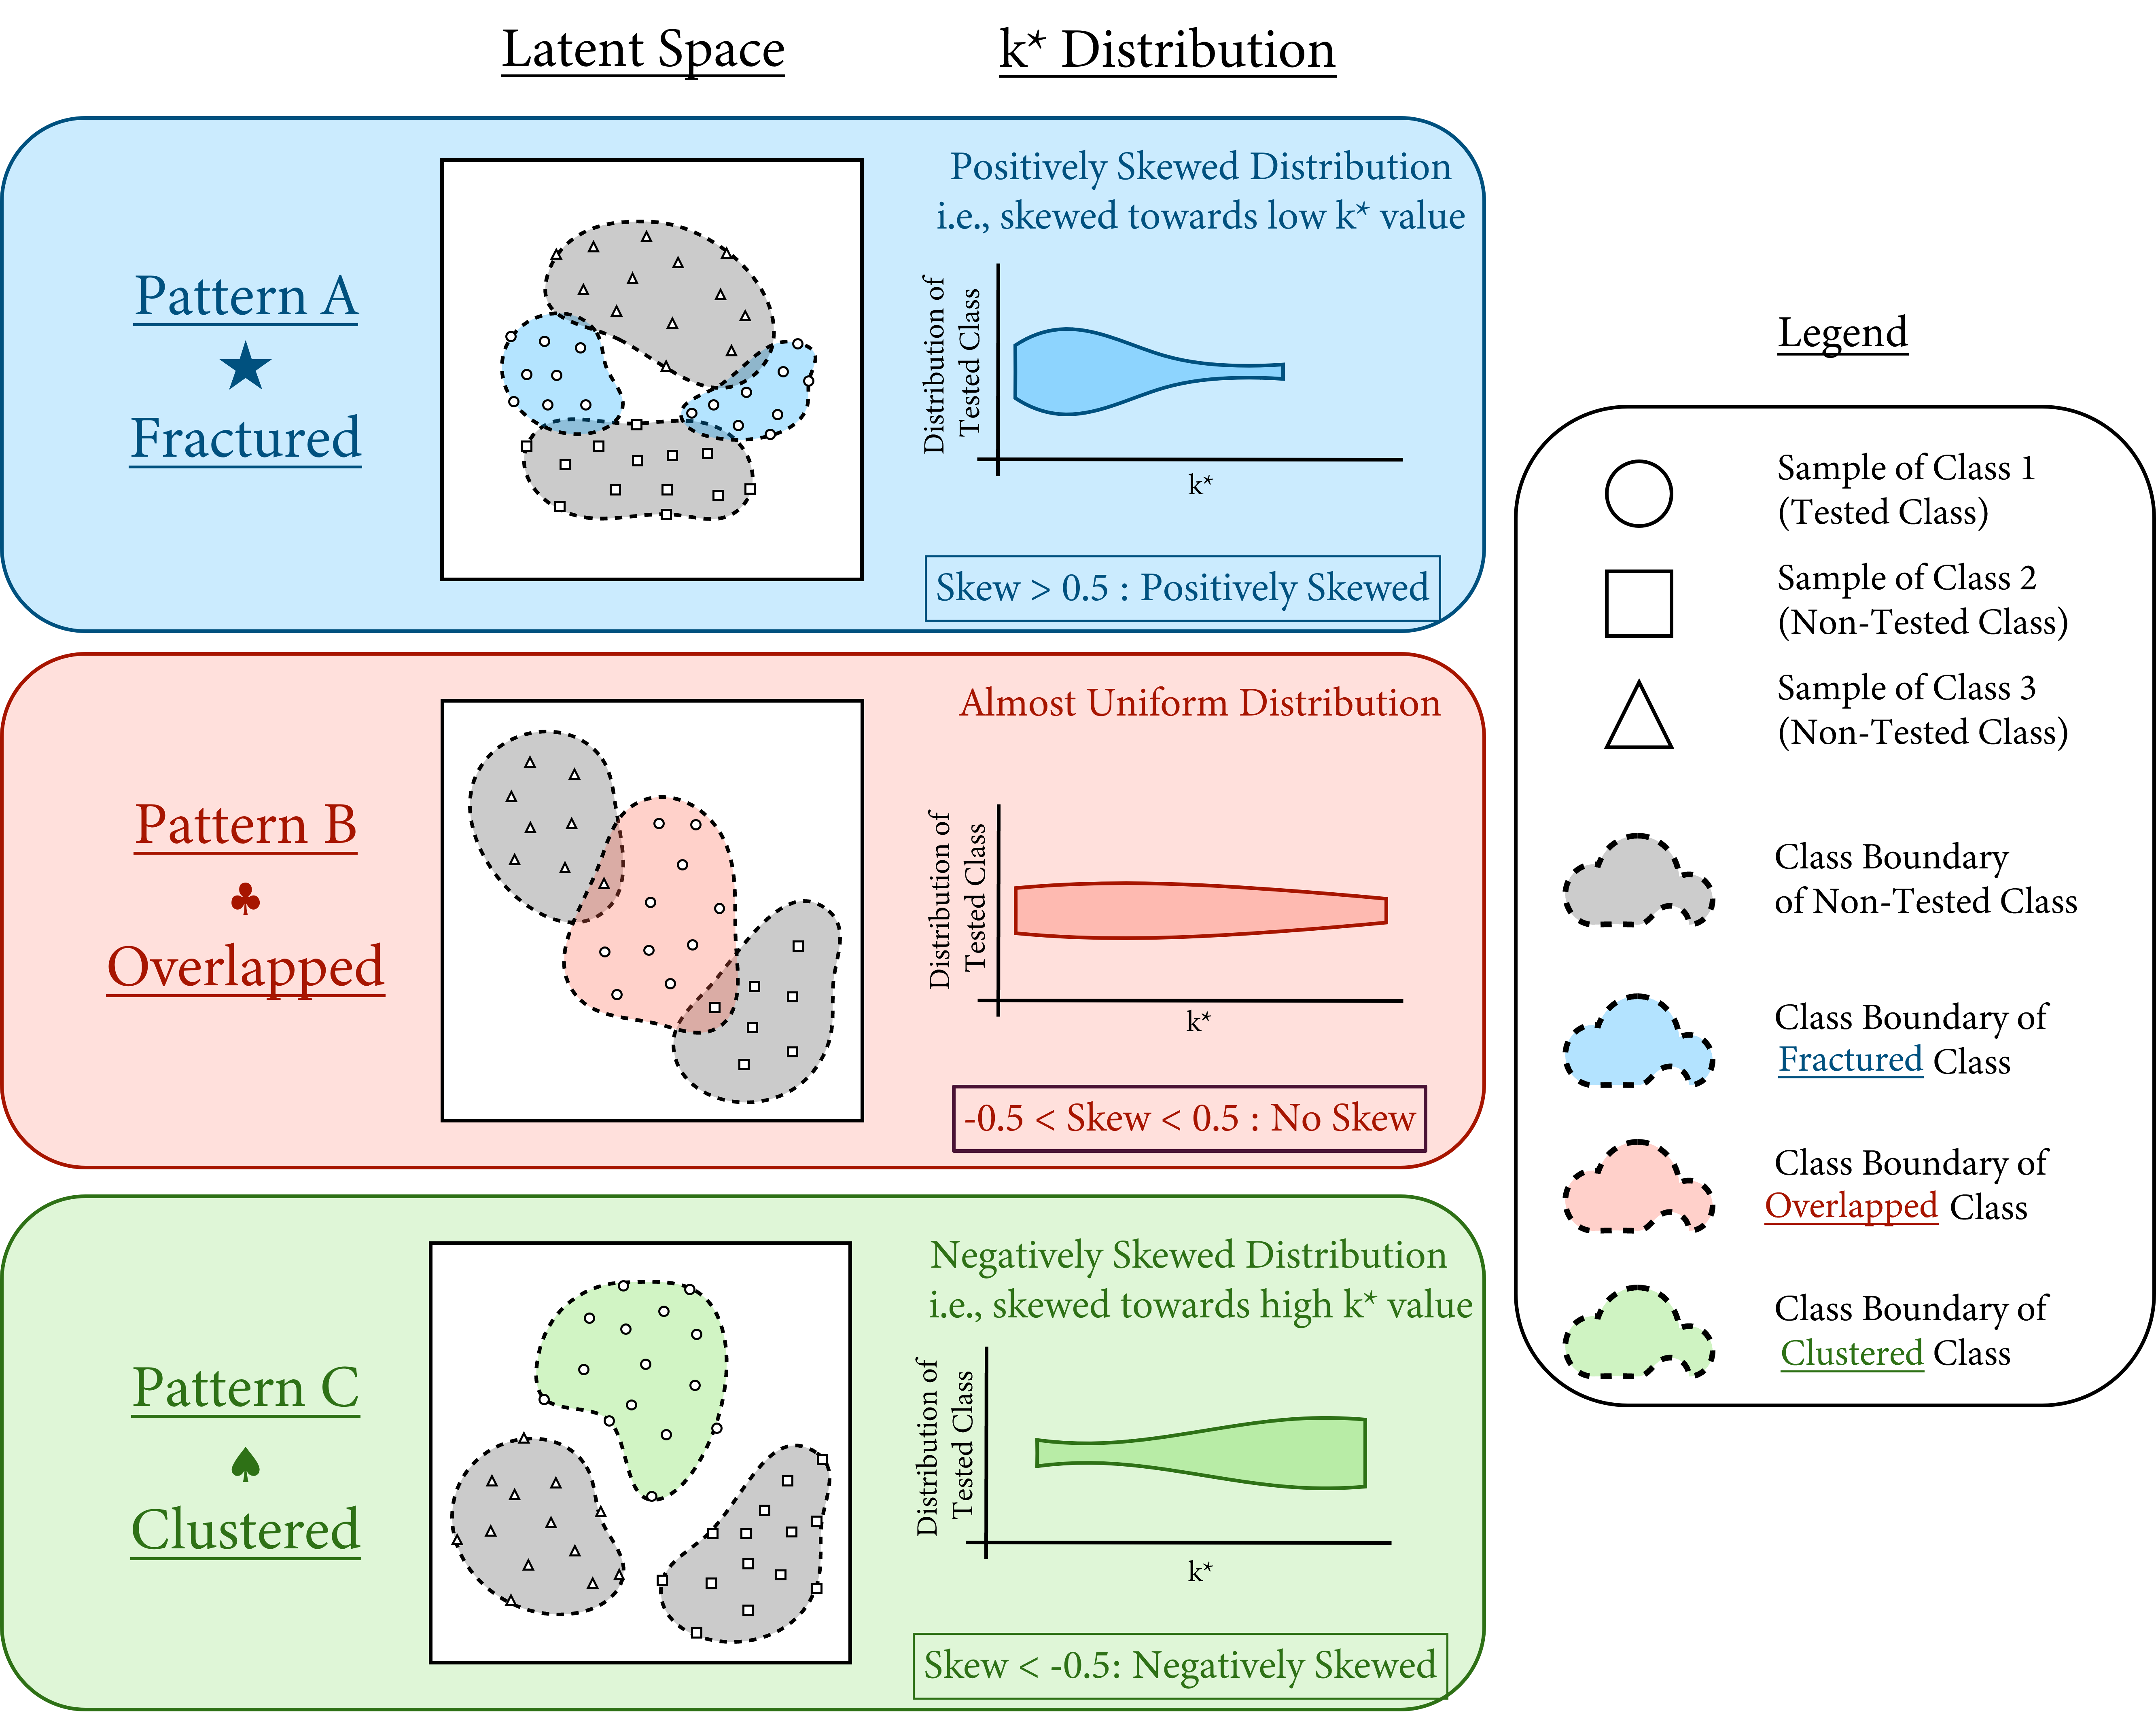 Latent Space
k* Distribution
Pattern A
★
Fractured
Positively Skewed Distribution
i.e., skewed towards low k* value
Distribution of
Tested Class
k*
Skew > 0.5 : Positively Skewed
Pattern B
♣
Overlapped
Almost Uniform Distribution
Distribution of
Tested Class
k*
-0.5 < Skew < 0.5 : No Skew
Pattern C
♠
Clustered
Negatively Skewed Distribution
i.e., skewed towards high k* value
Distribution of
Tested Class
k*
Skew < -0.5: Negatively Skewed
Legend
Sample of Class 1
(Tested Class)
Sample of Class 2
(Non-Tested Class)
Sample of Class 3
(Non-Tested Class)
Class Boundary
of Non-Tested Class
Class Boundary of
Fractured Class
Class Boundary of
Overlapped Class
Class Boundary of
Clustered Class